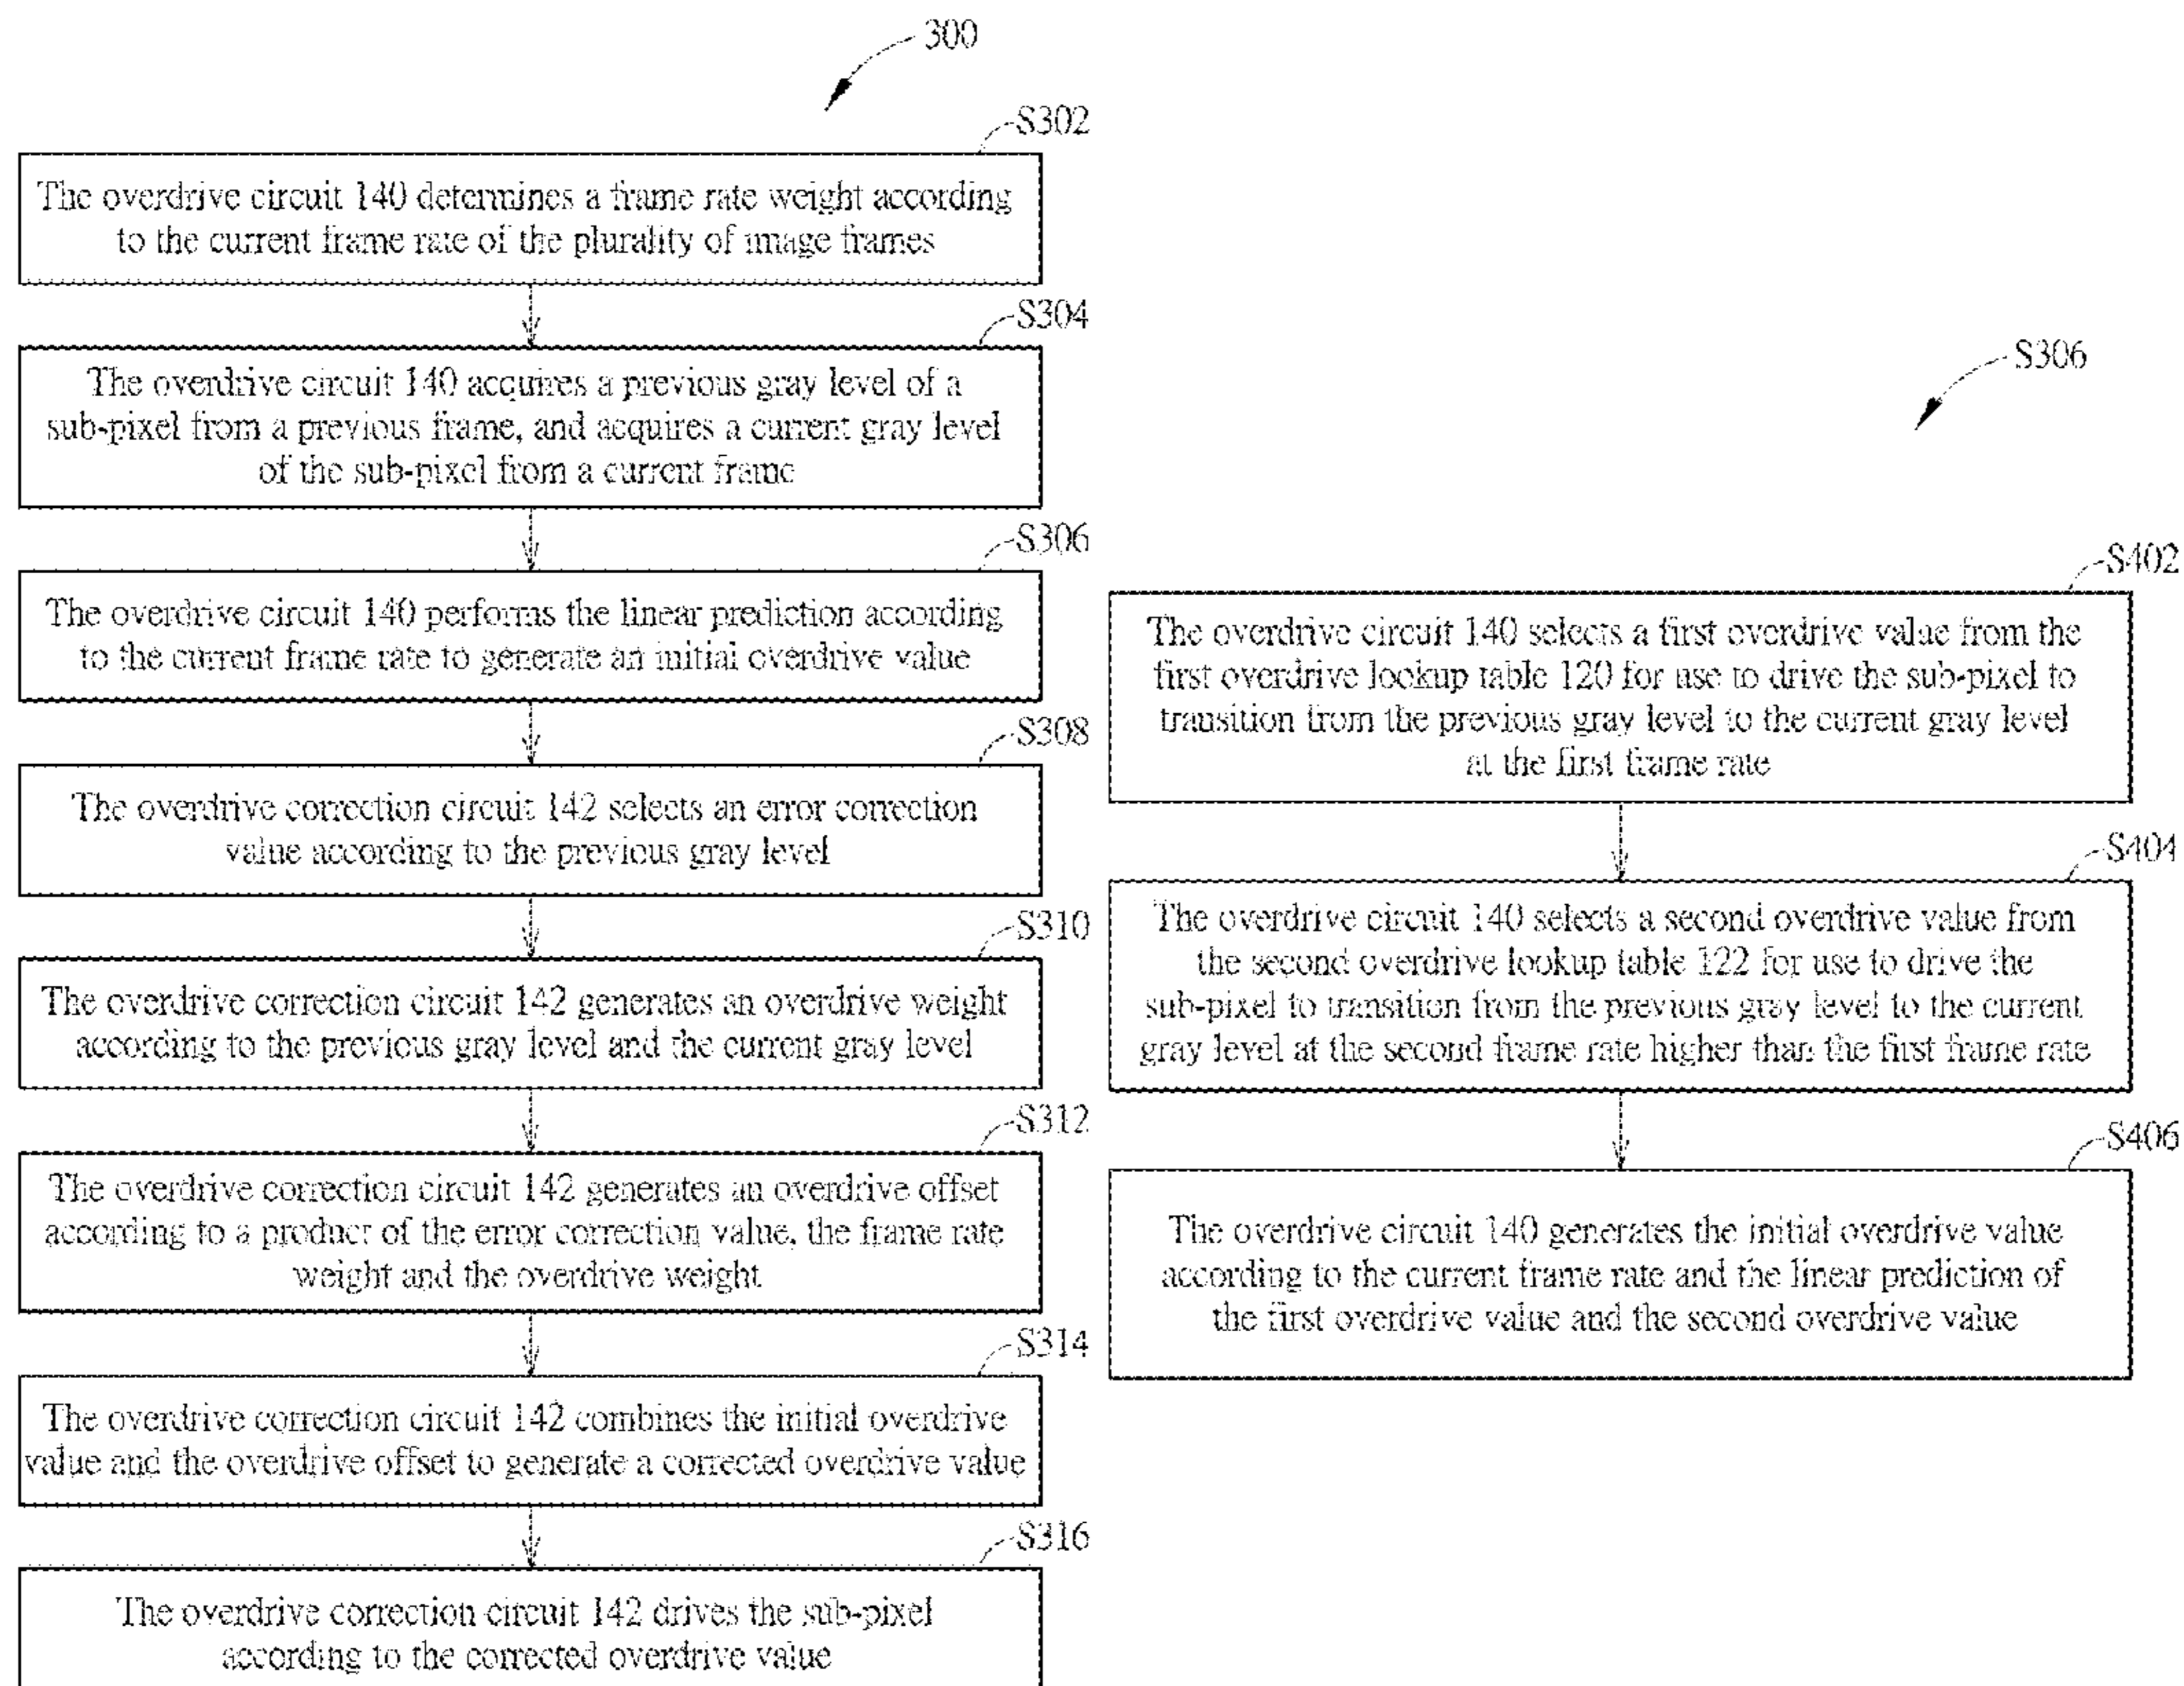 300
S302
The overdrive circuit 140 determines a frame rate weight according
to the current frame rate of the plurality of image frames
S304
The overdrive circuit 140 acquires a previous gray level of a
sub-pixel from a previous frame, and acquires a current gray level
of the sub-pixel from a current frame
S306
The overdrive circuit 140 performs the linear prediction according
to the current frame rate to generate an initial overdrive value
S308
The overdrive correction circuit 142 selects an error correction
value according to the previous gray level
S310
The overdrive correction circuit 142 generates an overdrive weight
according to the previous gray level and the current gray level
S312
The overdrive correction circuit 142 generates an overdrive offset
according to a product of the error correction value, the frame rate
weight and the overdrive weight
S314
The overdrive correction circuit 142 combines the initial overdrive
value and the overdrive offset to generate a corrected overdrive value
S316
The overdrive correction circuit 142 drives the sub-pixel
according to the corrected overdrive value
S306
S402
The overdrive circuit 140 selects a first overdrive value from the
first overdrive lookup table 120 for use to drive the sub-pixel to
transition from the previous gray level to the current gray level
at the first frame rate
S404
The overdrive circuit 140 selects a second overdrive value from
the second overdrive lookup table 122 for use to drive the
sub-pixel to transition from the previous gray level to the current
gray level at the second frame rate higher than the first frame rate
S406
The overdrive circuit 140 generates the initial overdrive value
according to the current frame rate and the linear prediction of
the first overdrive value and the second overdrive value